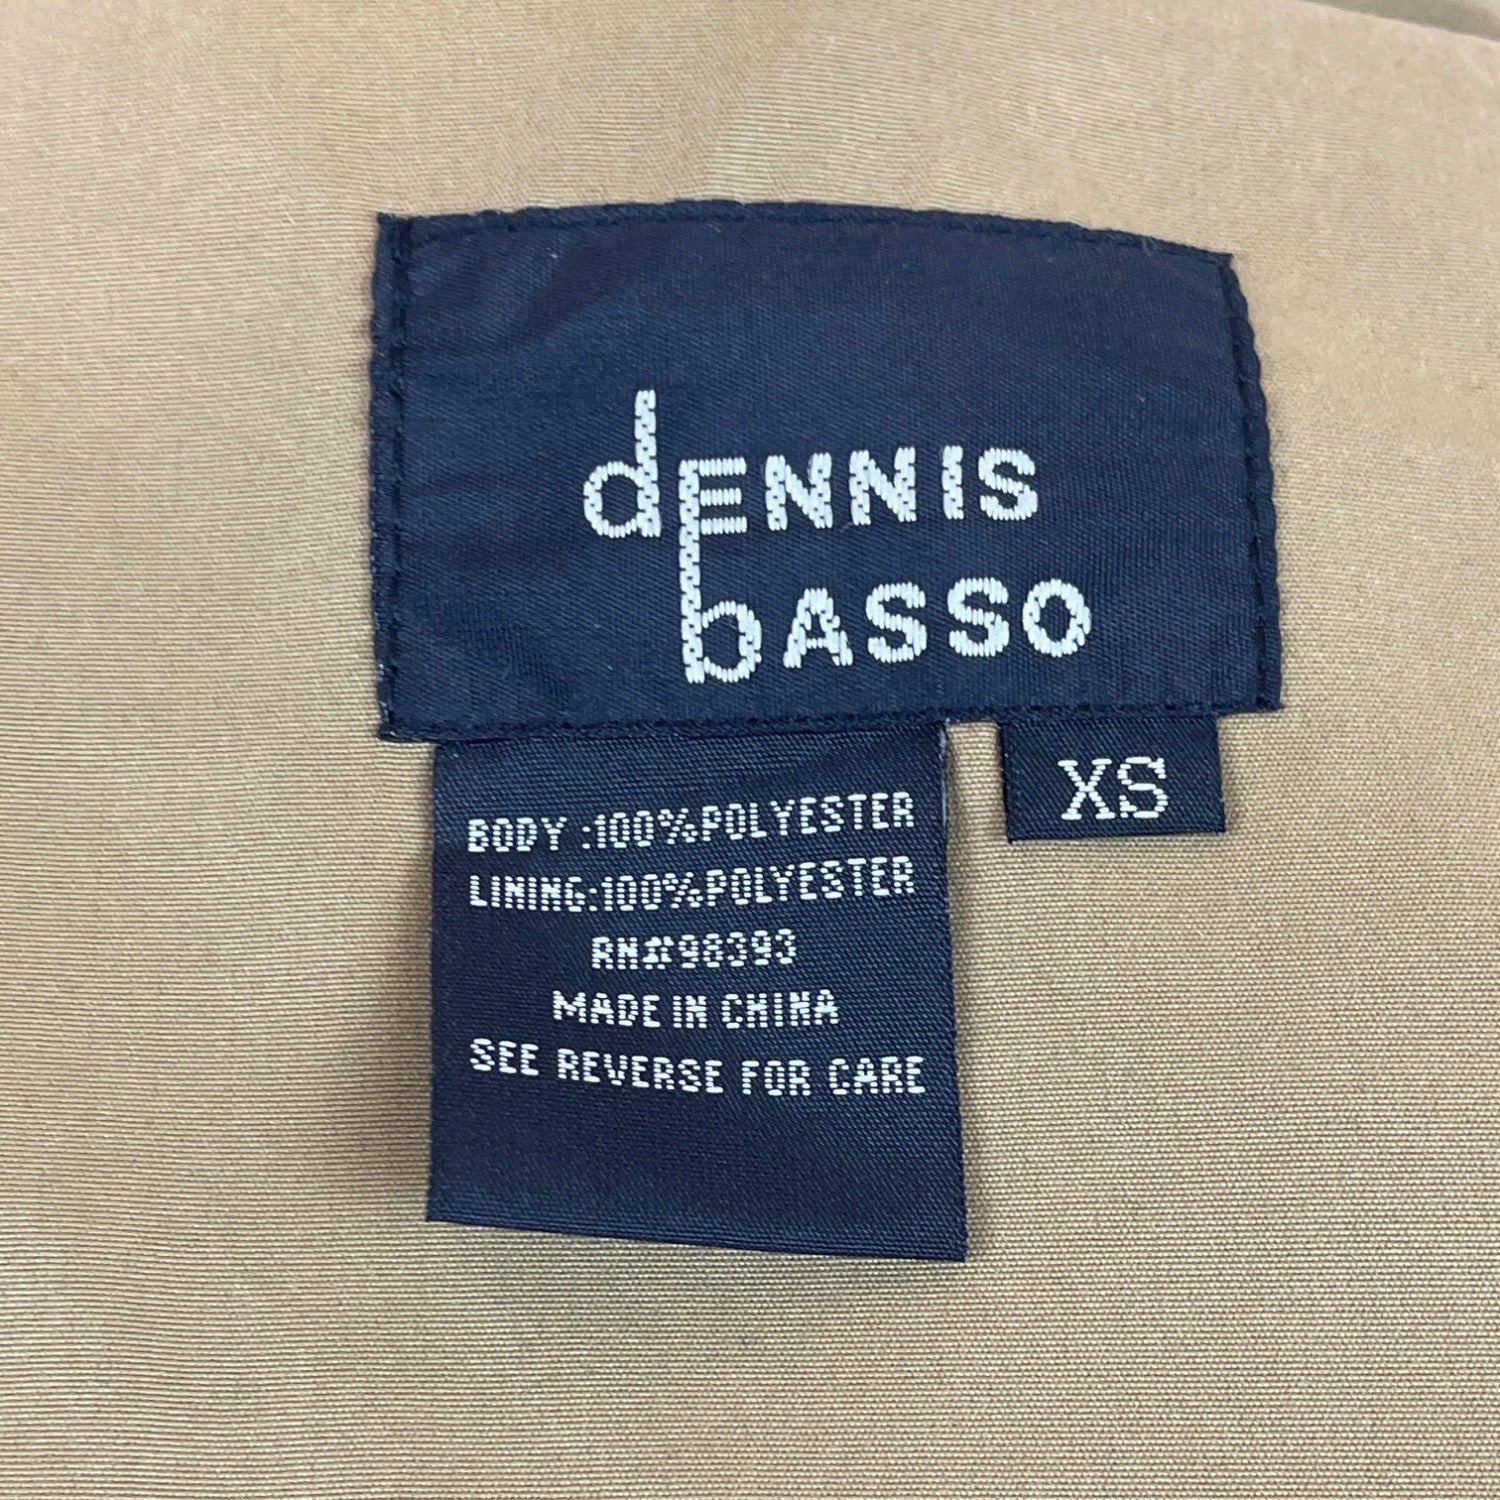 dENNIS
bASSO
XS
BODY :100%POLYESTER
LINING:100%POLYESTER
RN#98393
MADE IN CHINA
SEE REVERSE FOR CARE